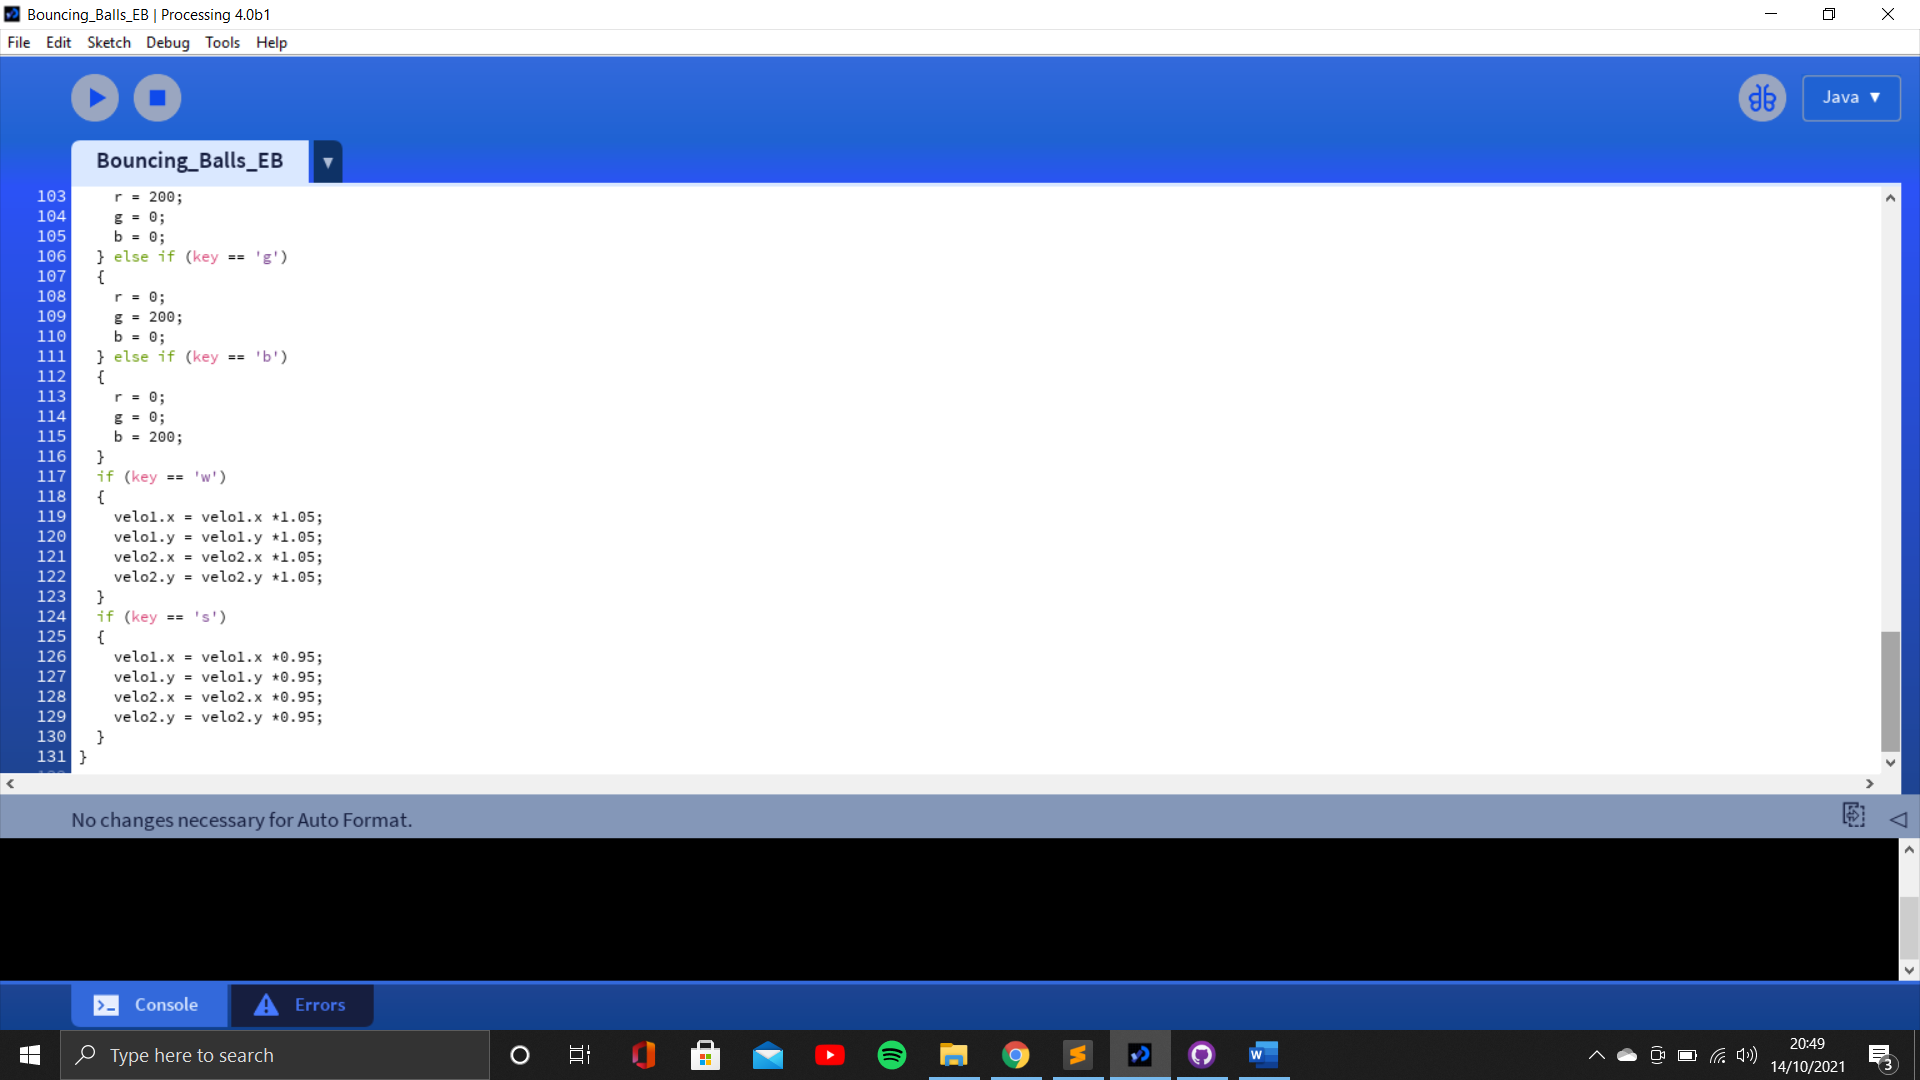 Bouncing_Balls_EB | Processing 4.0b1
File Edit Sketch Debug Tools Help
Java ▼
Bouncing_Balls_EB ▼
103 r = 200;
104 g = 0;
105 b = 0;
106 } else if (key == 'g')
107 {
108 r = 0;
109 g = 200;
110 b = 0;
111 } else if (key == 'b')
112 {
113 r = 0;
114 g = 0;
115 b = 200;
116 }
117 if (key == 'w')
118 {
119 velo1.x = velo1.x *1.05;
120 velo1.y = velo1.y *1.05;
121 velo2.x = velo2.x *1.05;
122 velo2.y = velo2.y *1.05;
123 }
124 if (key == 's')
125 {
126 velo1.x = velo1.x *0.95;
127 velo1.y = velo1.y *0.95;
128 velo2.x = velo2.x *0.95;
129 velo2.y = velo2.y *0.95;
130 }
131 }
No changes necessary for Auto Format.
>_ Console Errors
Type here to search
W
20:49
14/10/2021
3